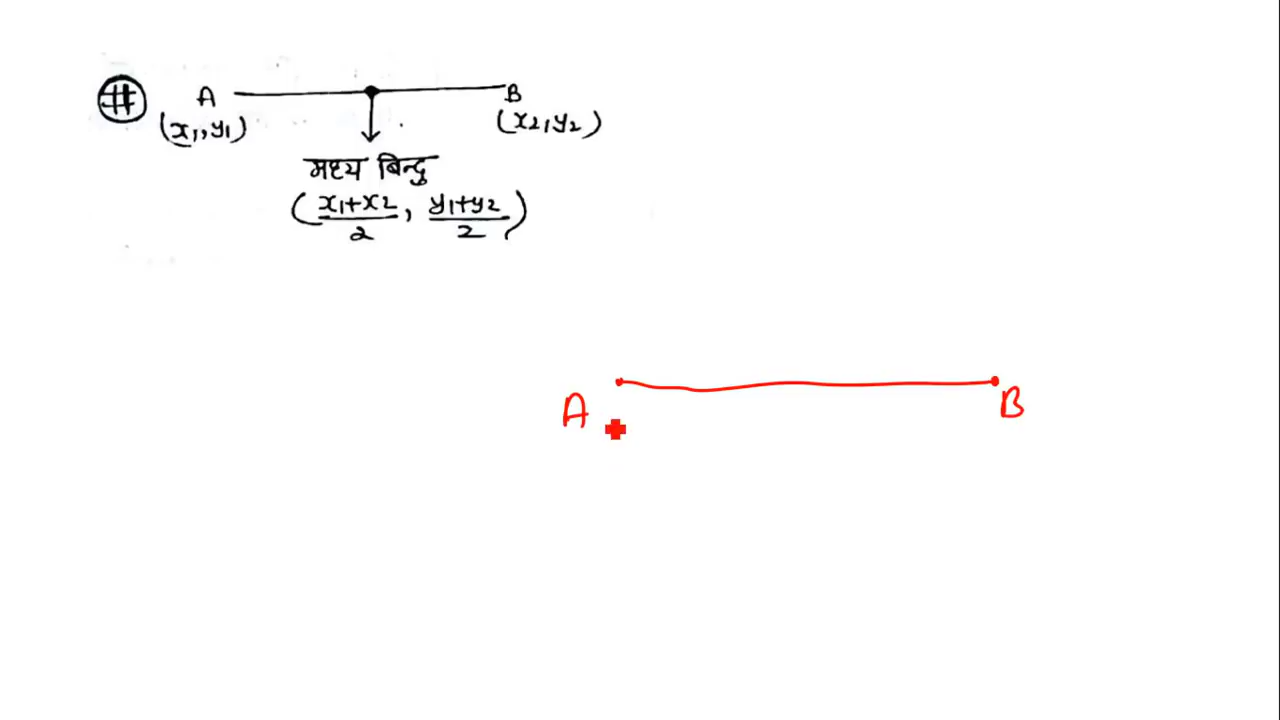 # A B
(x1,y1) (x2,y2)
मध्य बिन्दु
(x1+x2/2, y1+y2/2)
A B